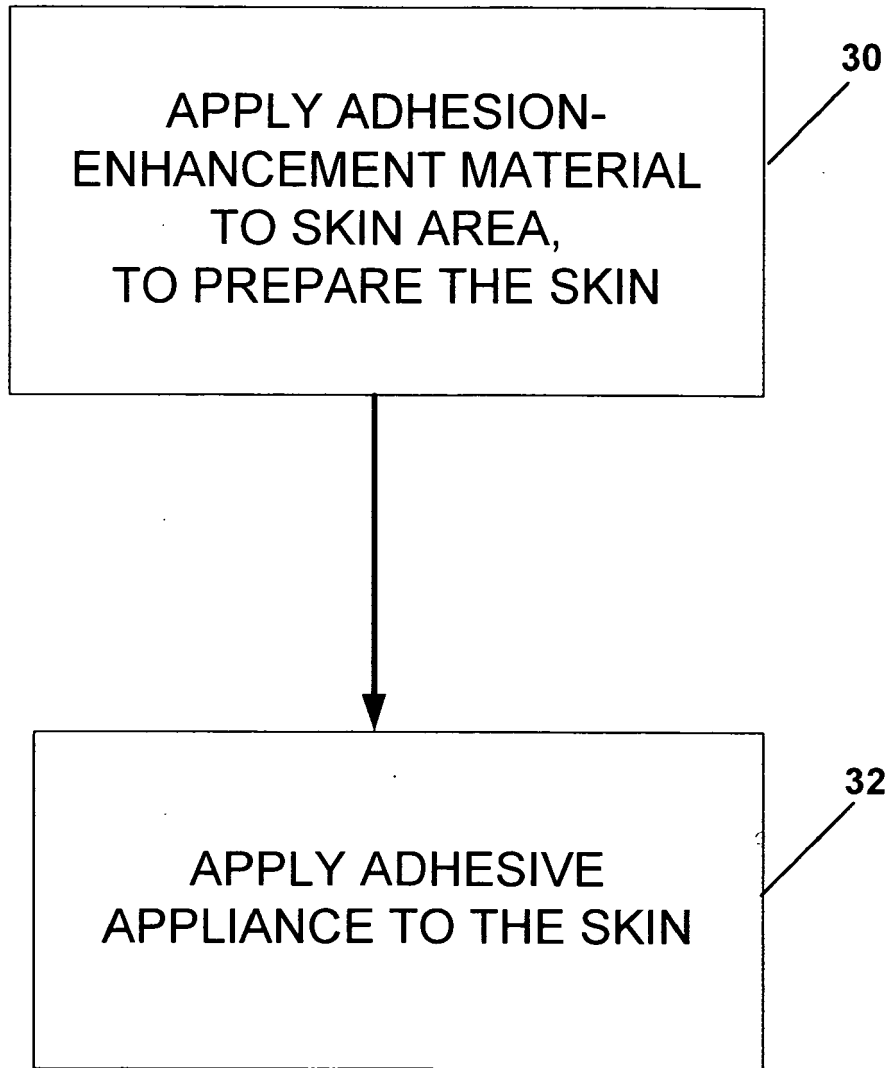 APPLY ADHESION-
ENHANCEMENT MATERIAL
TO SKIN AREA,
TO PREPARE THE SKIN
30
APPLY ADHESIVE
APPLIANCE TO THE SKIN
32